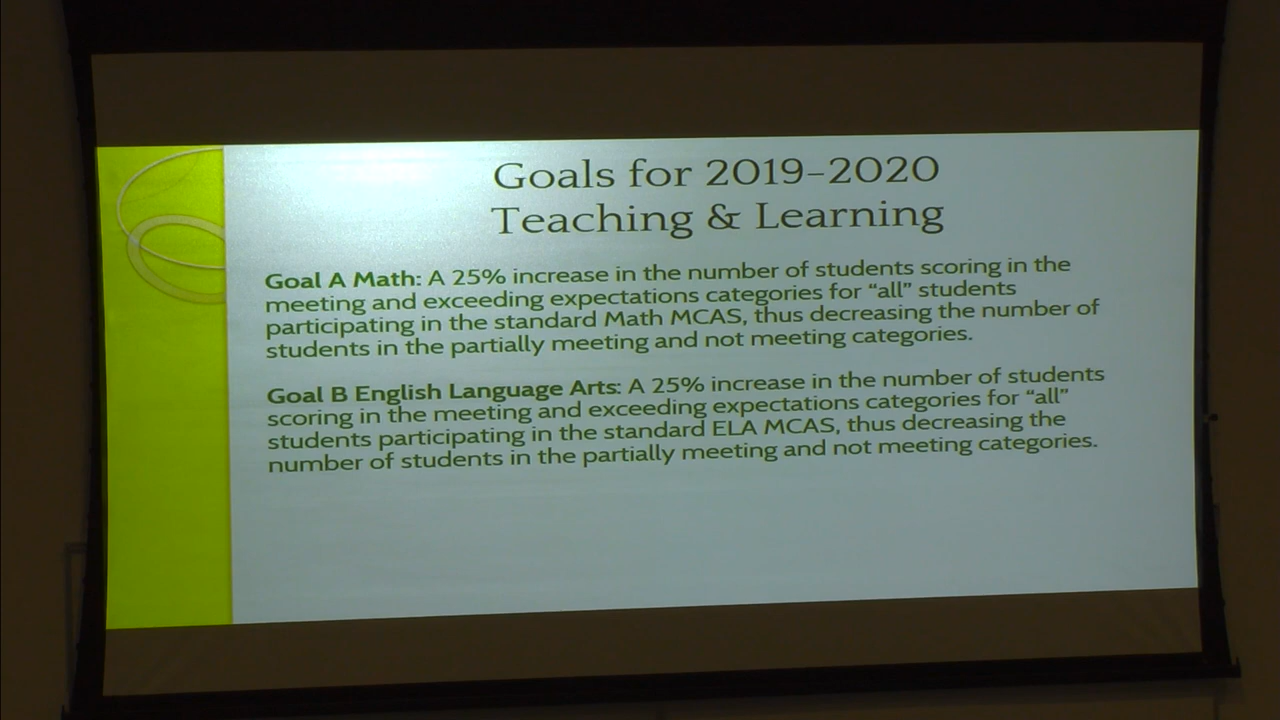 Goals for 2019-2020
Teaching & Learning
Goal A Math: A 25% increase in the number of students scoring in the
meeting and exceeding expectations categories for “all” students
participating in the standard Math MCAS, thus decreasing the number of
students in the partially meeting and not meeting categories.
Goal B English Language Arts: A 25% increase in the number of students
scoring in the meeting and exceeding expectations categories for “all”
students participating in the standard ELA MCAS, thus decreasing the
number of students in the partially meeting and not meeting categories.